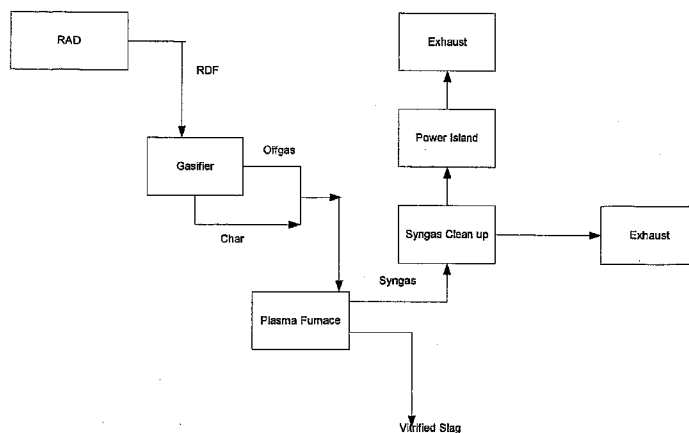 RAD
Exhaust
RDF
Power Island
Offgas
Gasifier
Char
Syngas Clean up
Exhaust
Syngas
Plasma Furnace
Vitrified Slag